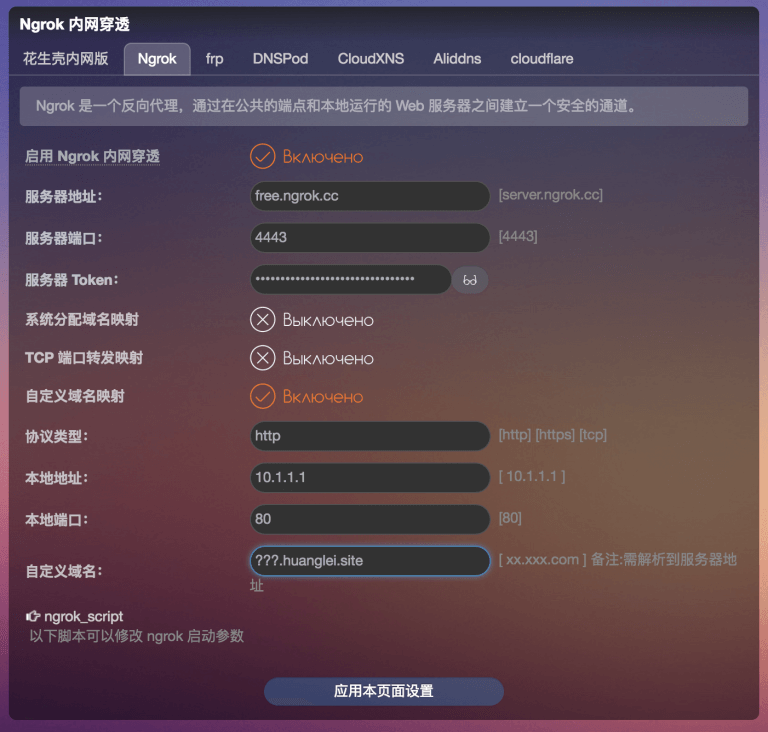 Ngrok 内网穿透
花生壳内网版 Ngrok frp DNSPod CloudXNS Aliddns cloudflare
Ngrok 是一个反向代理，通过在公共的端点和本地运行的 Web 服务器之间建立一个安全的通道。
启用 Ngrok 内网穿透 Включено
服务器地址： free.ngrok.cc [server.ngrok.cc]
服务器端口： 4443 [4443]
服务器 Token： ••••••••••••••••••••••••••••••••
系统分配域名映射 Выключено
TCP 端口转发映射 Выключено
自定义域名映射 Включено
协议类型： http [http] [https] [tcp]
本地地址： 10.1.1.1 [ 10.1.1.1 ]
本地端口： 80 [80]
自定义域名： ???.huanglei.site [ xx.xxx.com ] 备注:需解析到服务器地
址
ngrok_script
以下脚本可以修改 ngrok 启动参数
应用本页面设置